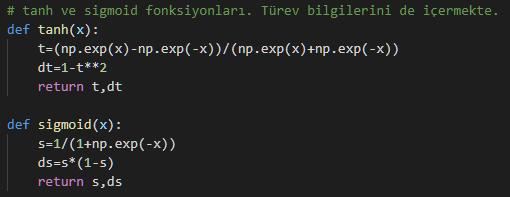 # tanh ve sigmoid fonksiyonları. Türev bilgilerini de içermekte.
def tanh(x):
    t=(np.exp(x)-np.exp(-x))/(np.exp(x)+np.exp(-x))
    dt=1-t**2
    return t,dt

def sigmoid(x):
    s=1/(1+np.exp(-x))
    ds=s*(1-s)
    return s,ds